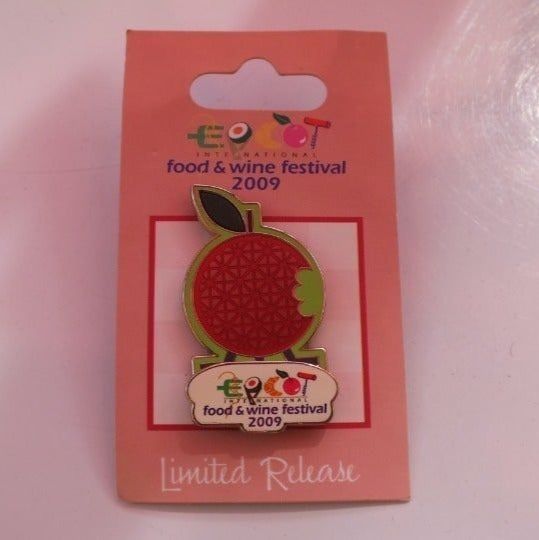 EPCOT
INTERNATIONAL
food & wine festival
2009
EPCOT
INTERNATIONAL
food & wine festival
2009
Limited Release